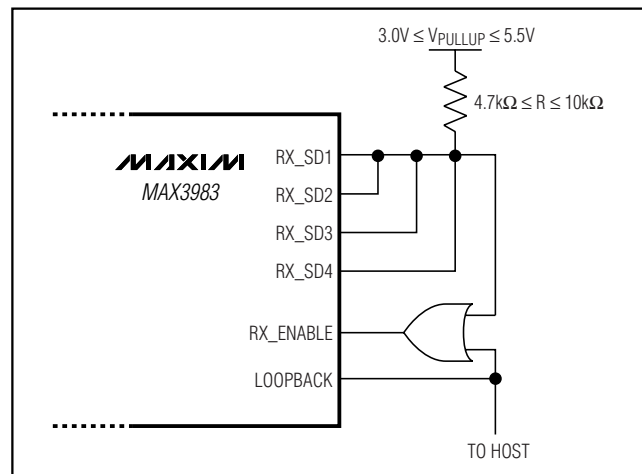 3.0V ≤ VPULLUP ≤ 5.5V
4.7kΩ ≤ R ≤ 10kΩ
MAXIM
MAX3983
RX_SD1
RX_SD2
RX_SD3
RX_SD4
RX_ENABLE
LOOPBACK
TO HOST